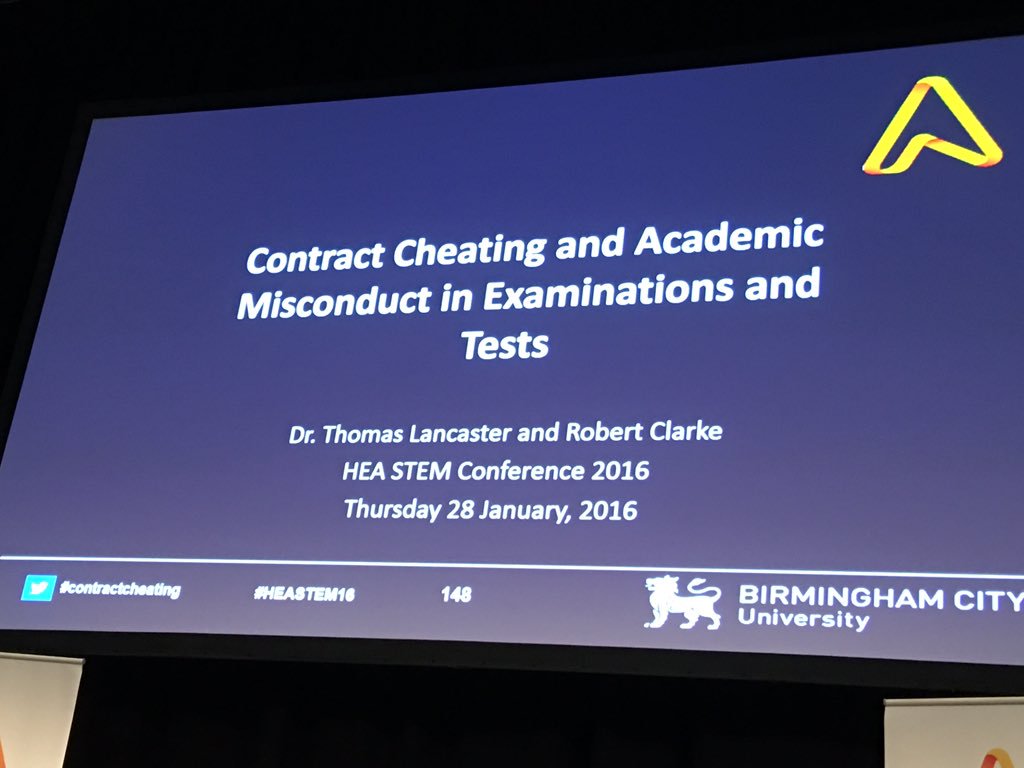 Contract Cheating and Academic
Misconduct in Examinations and
Tests
Dr. Thomas Lancaster and Robert Clarke
HEA STEM Conference 2016
Thursday 28 January, 2016
#contractcheating #HEASTEM16 148 BIRMINGHAM CITY
University